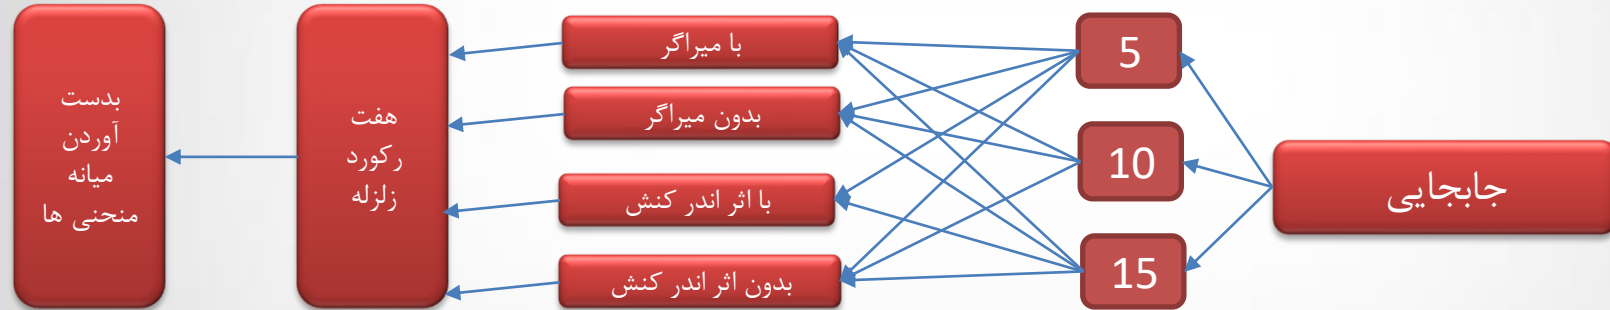 جابجایی
5
10
15
با میراگر
بدون میراگر
با اثر اندر کنش
بدون اثر اندر کنش
هفت
رکورد
زلزله
بدست
آوردن
میانه
منحنی ها